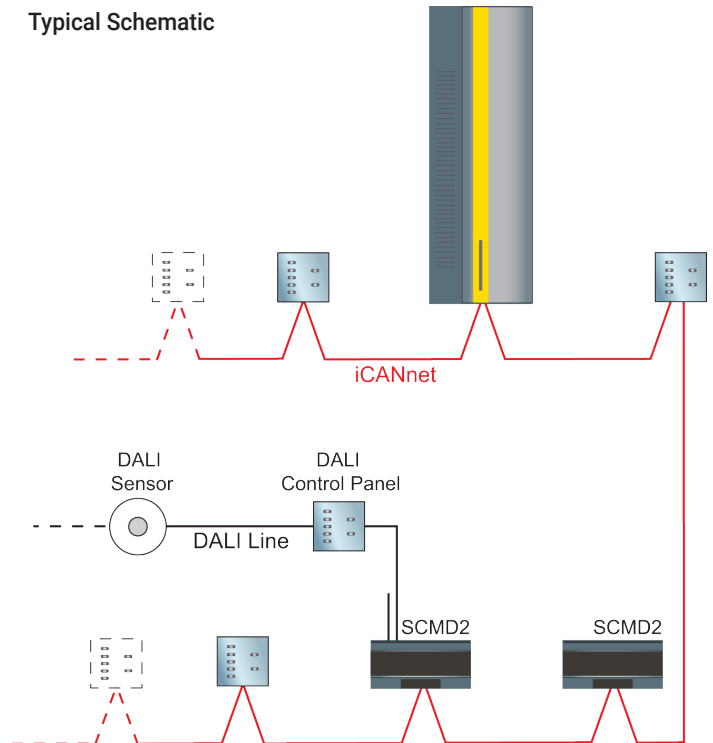 Typical Schematic
iCANnet
DALI
Sensor
DALI
Control Panel
DALI Line
SCMD2
SCMD2